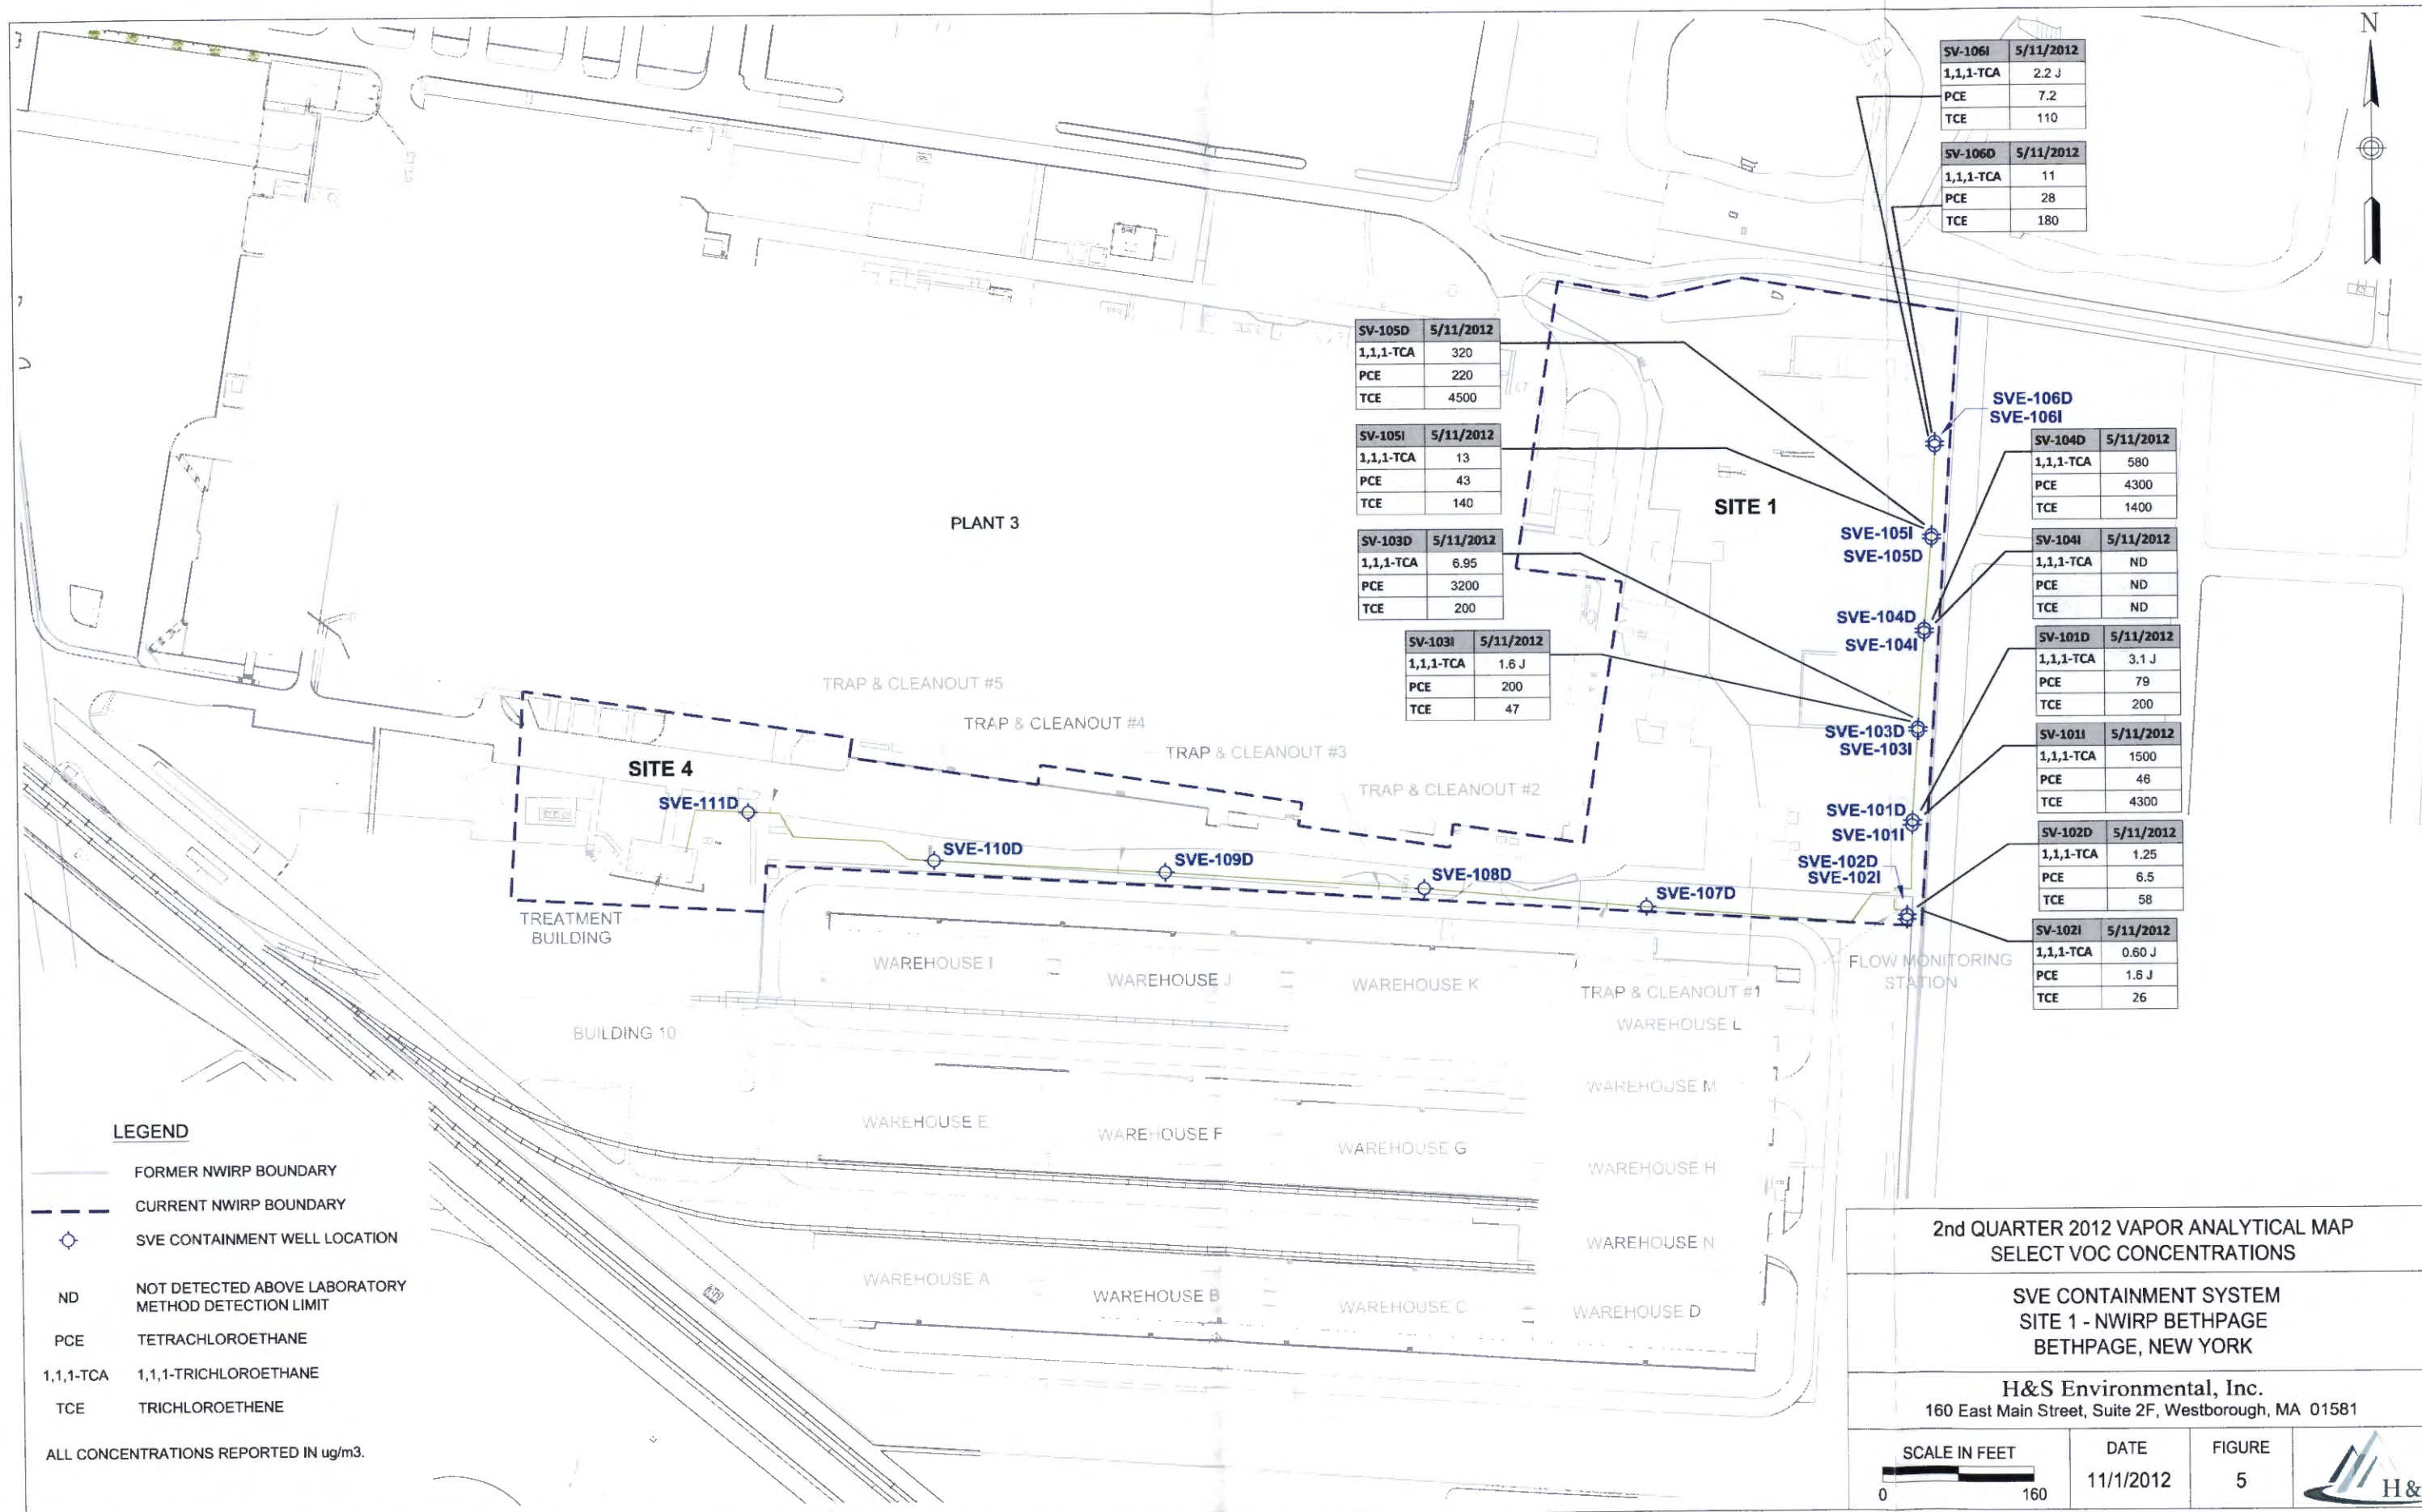 N
SV-106I 5/11/2012
1,1,1-TCA 2.2 J
PCE 7.2
TCE 110
SV-106D 5/11/2012
1,1,1-TCA 11
PCE 28
TCE 180
SV-105D 5/11/2012
1,1,1-TCA 320
PCE 220
TCE 4500
SV-105I 5/11/2012
1,1,1-TCA 13
PCE 43
TCE 140
SV-103D 5/11/2012
1,1,1-TCA 6.95
PCE 3200
TCE 200
SV-103I 5/11/2012
1,1,1-TCA 1.6 J
PCE 200
TCE 47
SVE-106D
SVE-106I
SV-104D 5/11/2012
1,1,1-TCA 580
PCE 4300
TCE 1400
SV-104I 5/11/2012
1,1,1-TCA ND
PCE ND
TCE ND
SV-101D 5/11/2012
1,1,1-TCA 3.1 J
PCE 79
TCE 200
SV-101I 5/11/2012
1,1,1-TCA 1500
PCE 46
TCE 4300
SV-102D 5/11/2012
1,1,1-TCA 1.25
PCE 6.5
TCE 58
SV-102I 5/11/2012
1,1,1-TCA 0.60 J
PCE 1.6 J
TCE 26
PLANT 3
SITE 1
SVE-105I
SVE-105D
SVE-104D
SVE-104I
SVE-103D
SVE-103I
SVE-101D
SVE-101I
SVE-102D
SVE-102I
TRAP & CLEANOUT #5
TRAP & CLEANOUT #4
TRAP & CLEANOUT #3
TRAP & CLEANOUT #2
SITE 4
SVE-111D
SVE-110D
SVE-109D
SVE-108D
SVE-107D
TREATMENT
BUILDING
WAREHOUSE I
WAREHOUSE J
WAREHOUSE K
TRAP & CLEANOUT #1
FLOW MONITORING
STATION
WAREHOUSE L
BUILDING 10
WAREHOUSE M
WAREHOUSE E
WAREHOUSE F
WAREHOUSE G
WAREHOUSE H
WAREHOUSE N
WAREHOUSE A
WAREHOUSE B
WAREHOUSE C
WAREHOUSE D
LEGEND
FORMER NWIRP BOUNDARY
CURRENT NWIRP BOUNDARY
SVE CONTAINMENT WELL LOCATION
ND NOT DETECTED ABOVE LABORATORY
METHOD DETECTION LIMIT
PCE TETRACHLOROETHANE
1,1,1-TCA 1,1,1-TRICHLOROETHANE
TCE TRICHLOROETHENE
ALL CONCENTRATIONS REPORTED IN ug/m3.
2nd QUARTER 2012 VAPOR ANALYTICAL MAP
SELECT VOC CONCENTRATIONS
SVE CONTAINMENT SYSTEM
SITE 1 - NWIRP BETHPAGE
BETHPAGE, NEW YORK
H&S Environmental, Inc.
160 East Main Street, Suite 2F, Westborough, MA 01581
SCALE IN FEET
0 160
DATE
11/1/2012
FIGURE
5
H&